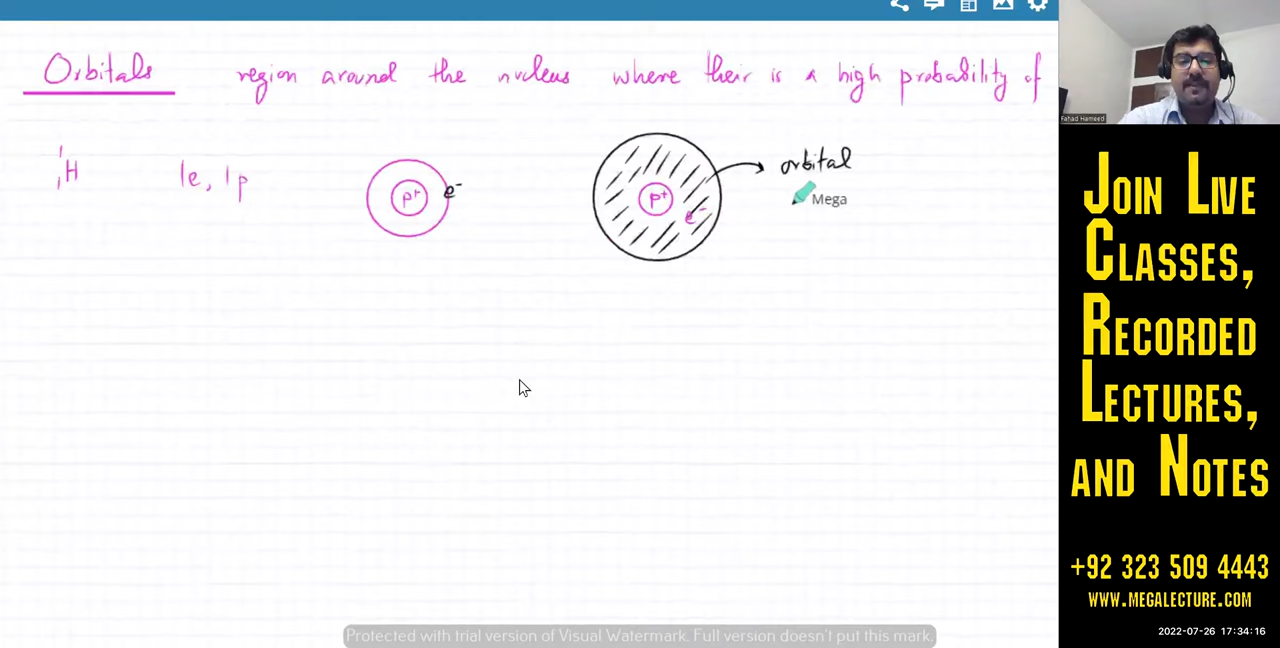 Orbitals region around the nucleus where their is a high probability of
1
1 H 1e, 1p
p+ e-
p+ e-
orbital
Mega
Fahad Hameed
Join Live
Classes,
Recorded
Lectures,
and Notes
+92 323 509 4443
www.megalecture.com
2022-07-26 17:34:16
Protected with trial version of Visual Watermark. Full version doesn't put this mark.